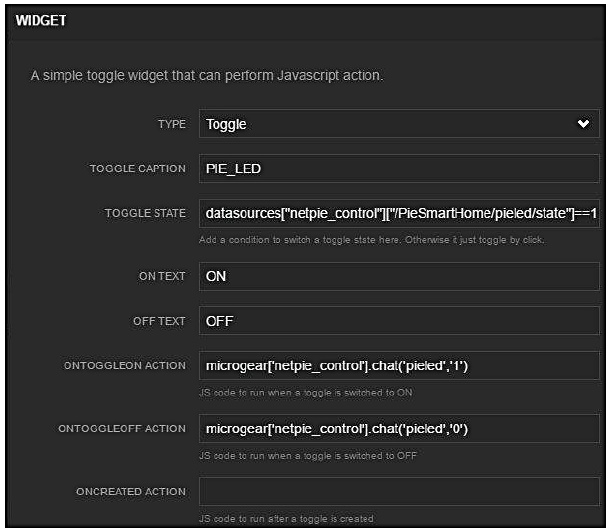 WIDGET
A simple toggle widget that can perform Javascript action.
TYPE Toggle
TOGGLE CAPTION PIE_LED
TOGGLE STATE datasources["netpie_control"]["/PieSmartHome/pieled/state"]==1
Add a condition to switch a toggle state here. Otherwise it just toggle by click.
ON TEXT ON
OFF TEXT OFF
ONTOGGLEON ACTION microgear['netpie_control'].chat('pieled','1')
JS code to run when a toggle is switched to ON
ONTOGGLEOFF ACTION microgear['netpie_control'].chat('pieled','0')
JS code to run when a toggle is switched to OFF
ONCREATED ACTION
JS code to run after a toggle is created